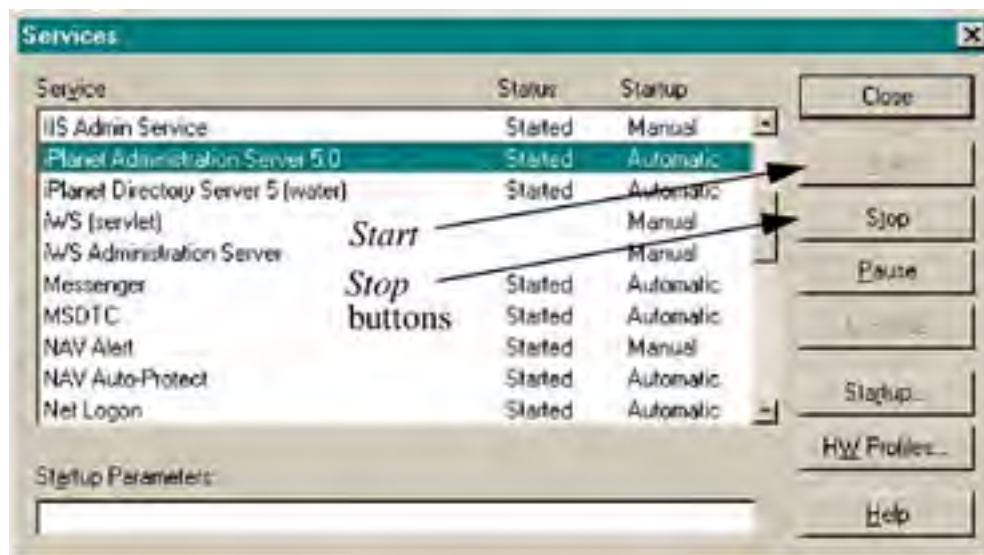 Services
Service Status Startup
IIS Admin Service Started Manual
iPlanet Administration Server 5.0 Started Automatic
iPlanet Directory Server 5 (water) Started Automatic
iWS (servlet) Manual
iWS Administration Server Manual
Messenger Started Automatic
MSDTC Started Automatic
NAV Alert Started Manual
NAV Auto-Protect Started Automatic
Net Logon Started Automatic
Start
Stop
buttons
Close
Stop
Pause
Startup...
HW Profiles...
Help
Startup Parameters: